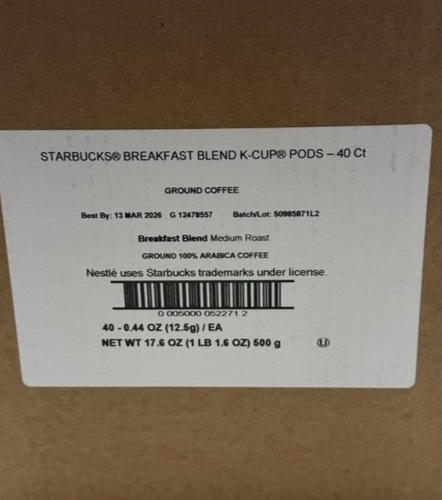 STARBUCKS® BREAKFAST BLEND K-CUP® PODS – 40 Ct
GROUND COFFEE
Best By: 13 MAR 2026 G 12478557 Batch/Lot: 50985871L2
Breakfast Blend Medium Roast
GROUND 100% ARABICA COFFEE
Nestlé uses Starbucks trademarks under license.
0 005000 052271 2
40 - 0.44 OZ (12.5g) / EA
NET WT 17.6 OZ (1 LB 1.6 OZ) 500 g U